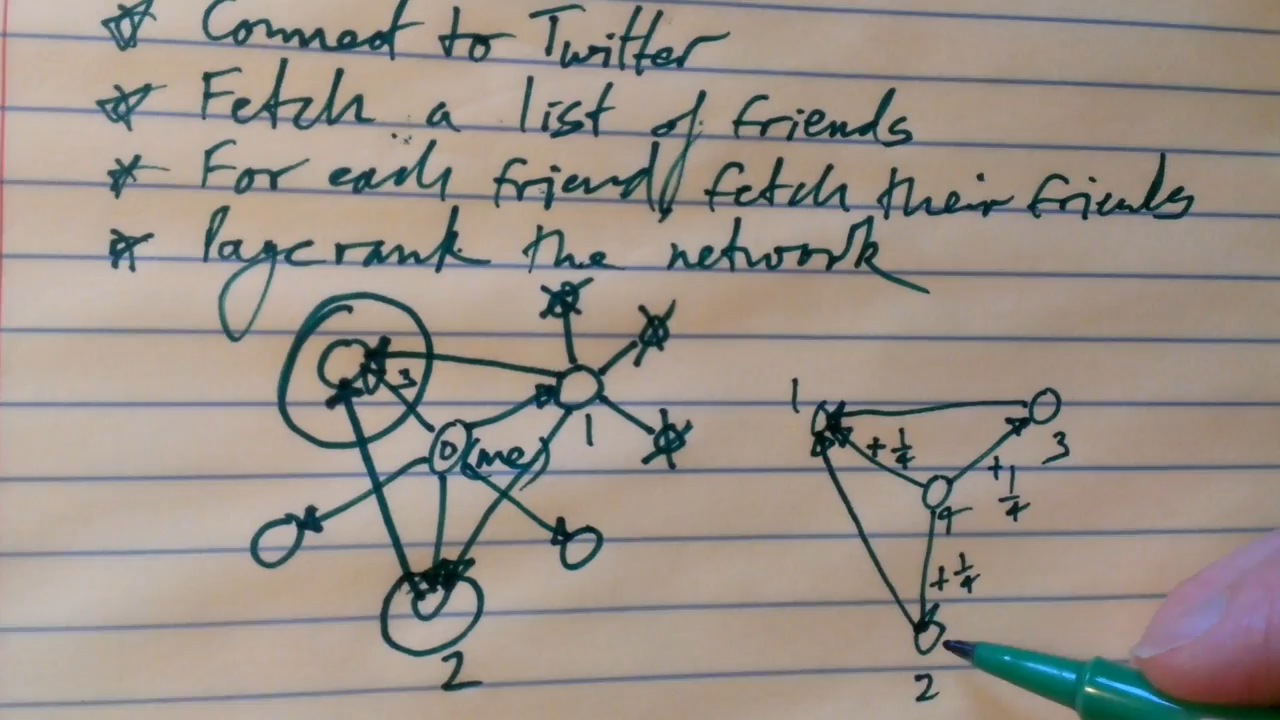 Connect to Twitter
Fetch a list of friends
For each friend, fetch their friends
Pagerank the network
3
0 (me)
1
2
1
3
4
+1/4
+1/4
+1/4
2